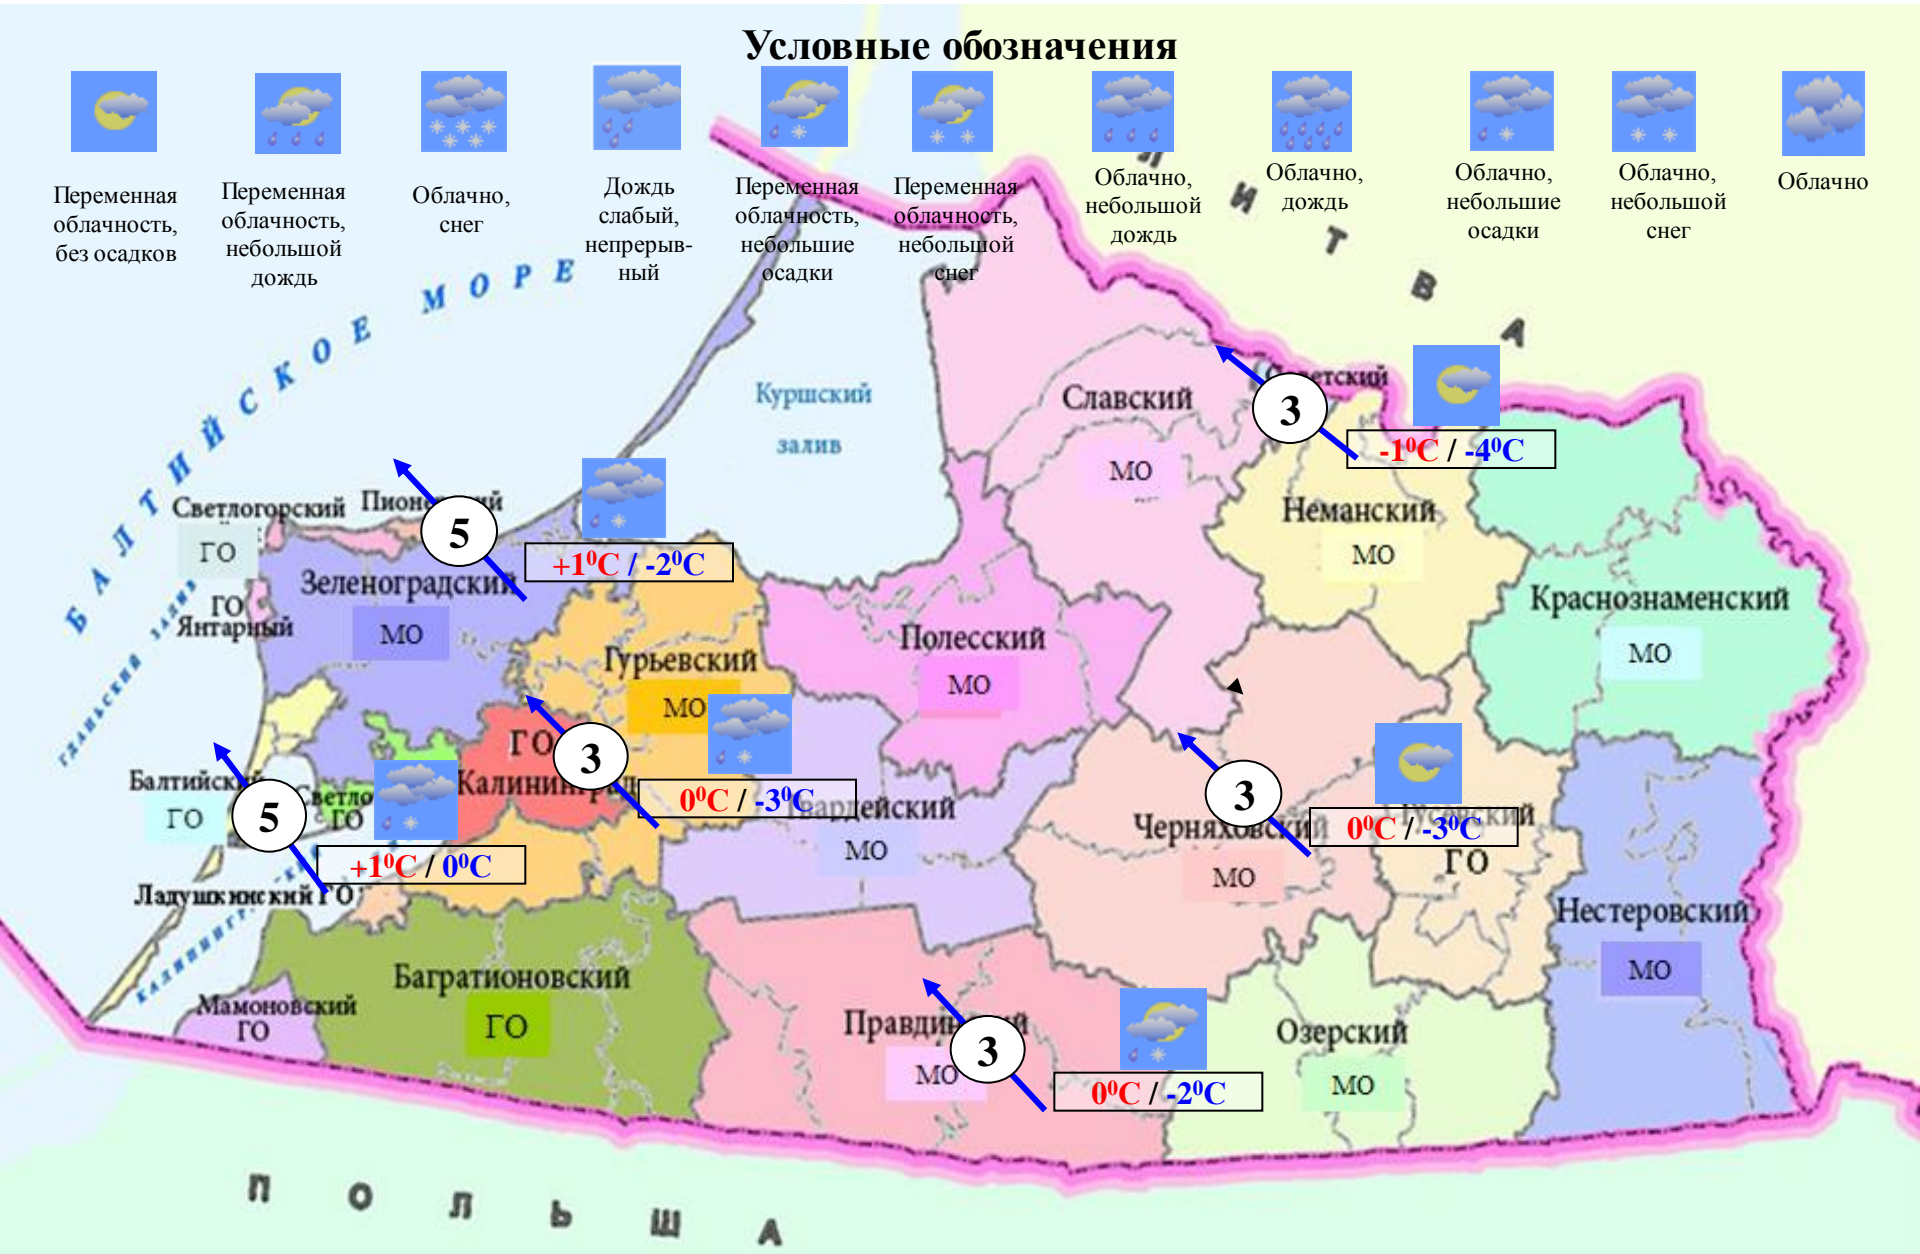 Условные обозначения
Переменная
облачность,
без осадков
Переменная
облачность,
небольшой
дождь
Облачно,
снег
Дождь
слабый,
непрерыв-
ный
Переменная
облачность,
небольшие
осадки
Переменная
облачность,
небольшой
снег
Облачно,
небольшой
дождь
Облачно,
дождь
Облачно,
небольшие
осадки
Облачно,
небольшой
снег
Облачно
БАЛТИЙСКОЕ МОРЕ
ЛИТВА
Куршский
залив
Славский
МО
3
-1⁰С / -4⁰С
Неманский
МО
Краснознаменский
МО
Светлогорский
ГО
5
+1⁰С / -2⁰С
Зеленоградский
МО
ГО
Янтарный
Гурьевский
МО
Полесский
МО
ГО
Калининград
3
0⁰С / -3⁰С
Балтийский
ГО
5
ГО
+1⁰С / 0⁰С
Ладушкинский ГО
МО
Черняховский
МО
3
0⁰С / -3⁰С
ГО
Нестеровский
МО
Багратионовский
ГО
Мамоновский
ГО
Правдинский
МО
3
0⁰С / -2⁰С
Озерский
МО
ПОЛЬША